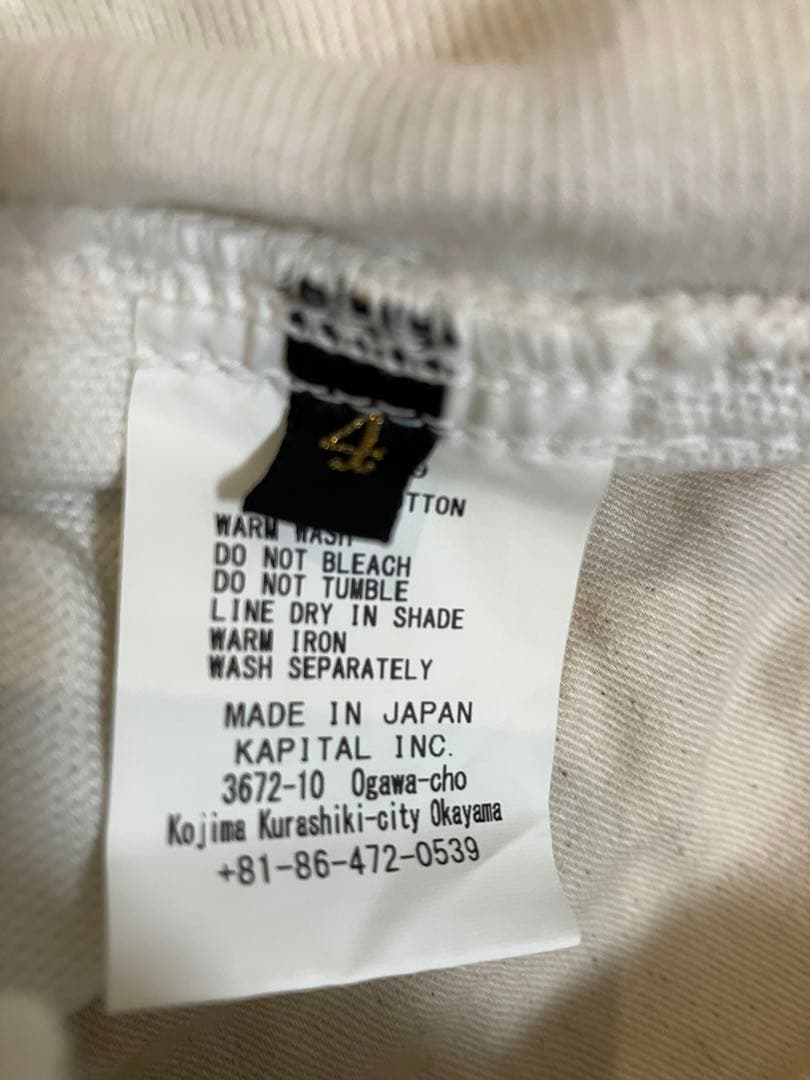 4
TTON
WARM WASH
DO NOT BLEACH
DO NOT TUMBLE
LINE DRY IN SHADE
WARM IRON
WASH SEPARATELY
MADE IN JAPAN
KAPITAL INC.
3672-10 Ogawa-cho
Kojima Kurashiki-city Okayama
+81-86-472-0539